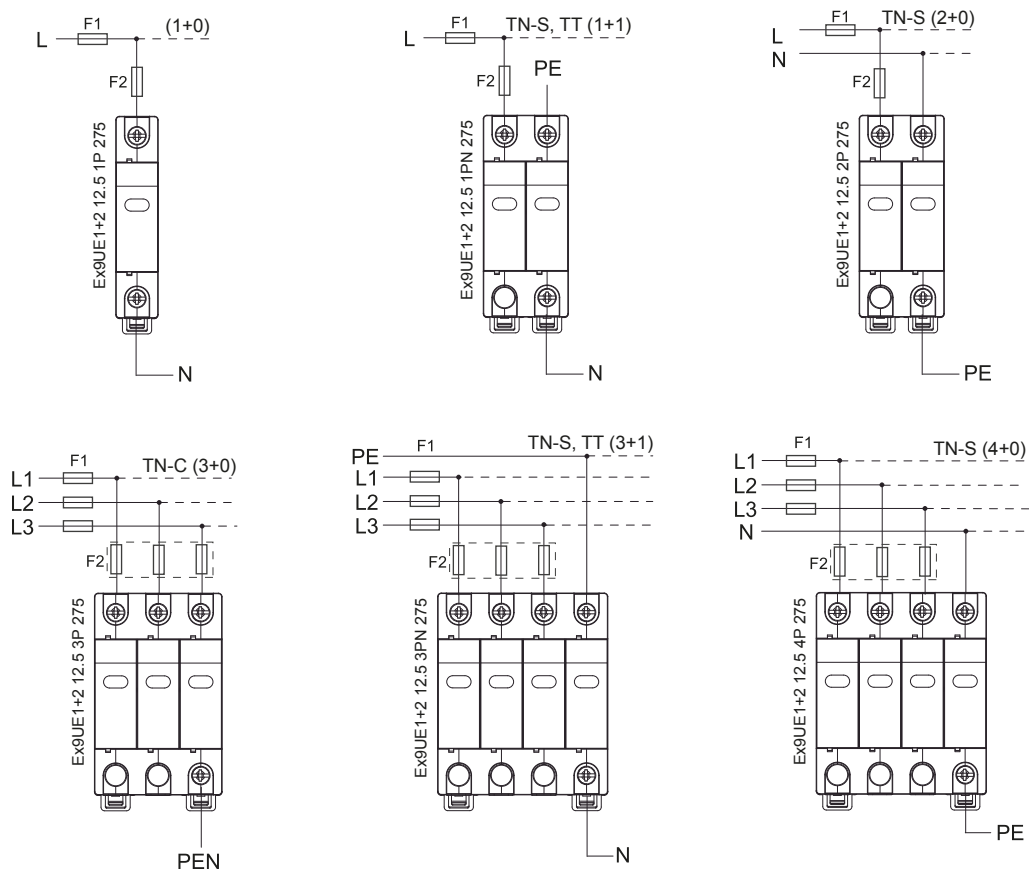 F1
(1+0)
L
F2
Ex9UE1+2 12.5 1P 275
N
F1
TN-S, TT (1+1)
L
PE
F2
Ex9UE1+2 12.5 1PN 275
N
F1
TN-S (2+0)
L
N
F2
Ex9UE1+2 12.5 2P 275
PE
F1
TN-C (3+0)
L1
L2
L3
F2
Ex9UE1+2 12.5 3P 275
PEN
F1
TN-S, TT (3+1)
PE
L1
L2
L3
F2
Ex9UE1+2 12.5 3PN 275
N
F1
TN-S (4+0)
L1
L2
L3
N
F2
Ex9UE1+2 12.5 4P 275
PE